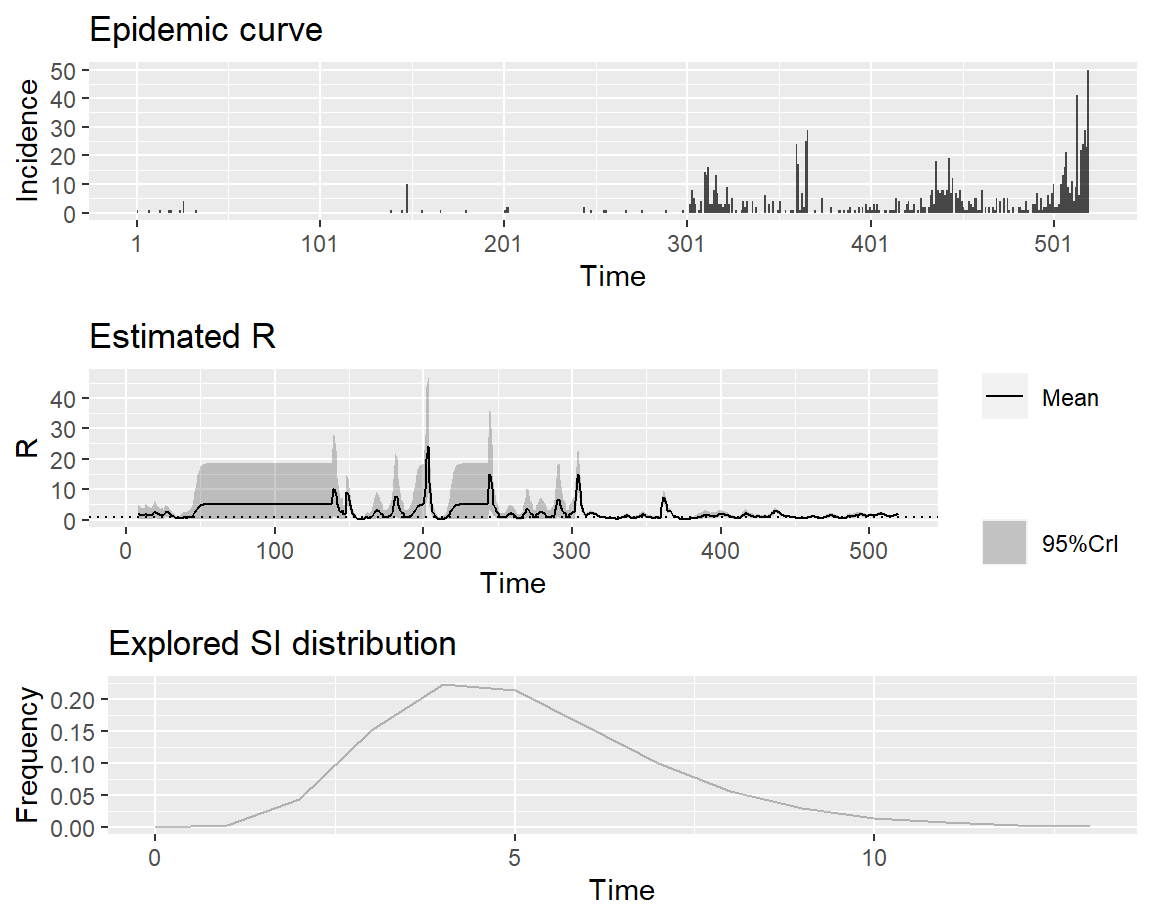 Epidemic curve
50
40
30
20
10
0
Incidence
1 101 201 301 401 501
Time
Estimated R
40
30
20
10
0
R
0 100 200 300 400 500
Time
Mean
95%CrI
Explored SI distribution
0.20
0.15
0.10
0.05
0.00
Frequency
0 5 10
Time